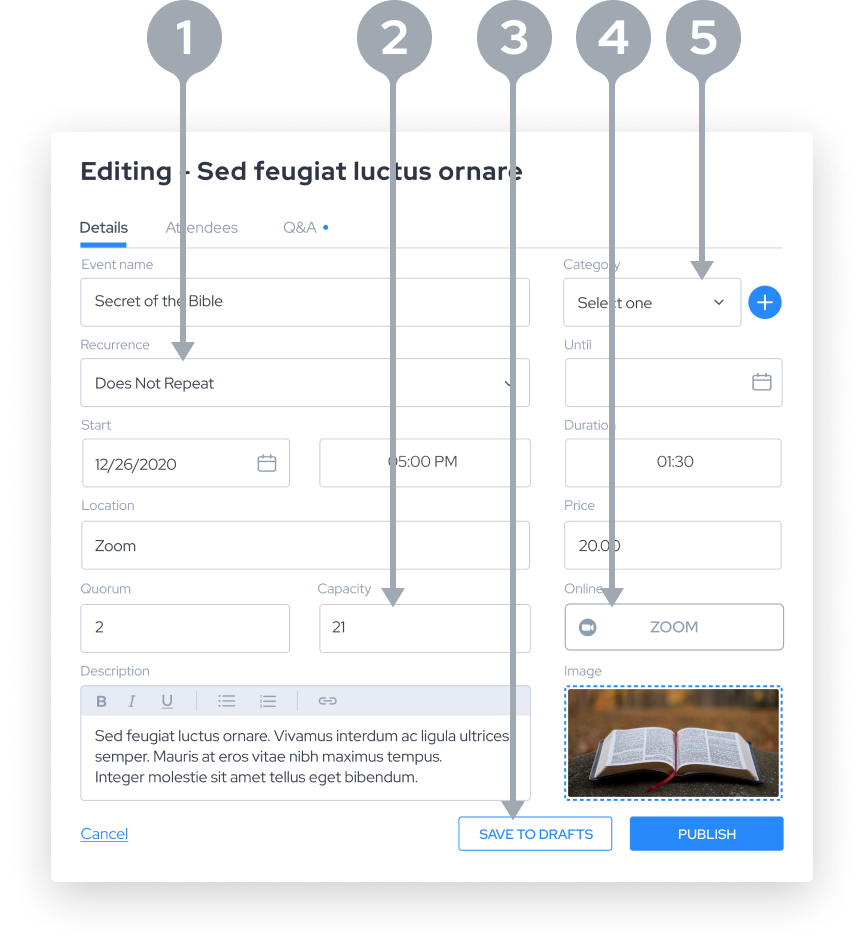 1 2 3 4 5
Editing - Sed feugiat luctus ornare
Details Attendees Q&A
Event name Category
Secret of the Bible Select one
Recurrence Until
Does Not Repeat
Start Duration
12/26/2020 05:00 PM 01:30
Location Price
Zoom 20.00
Quorum Capacity Online
2 21 ZOOM
Description Image
B I U
Sed feugiat luctus ornare. Vivamus interdum ac ligula ultrices
semper. Mauris at eros vitae nibh maximus tempus.
Integer molestie sit amet tellus eget bibendum.
Cancel SAVE TO DRAFTS PUBLISH